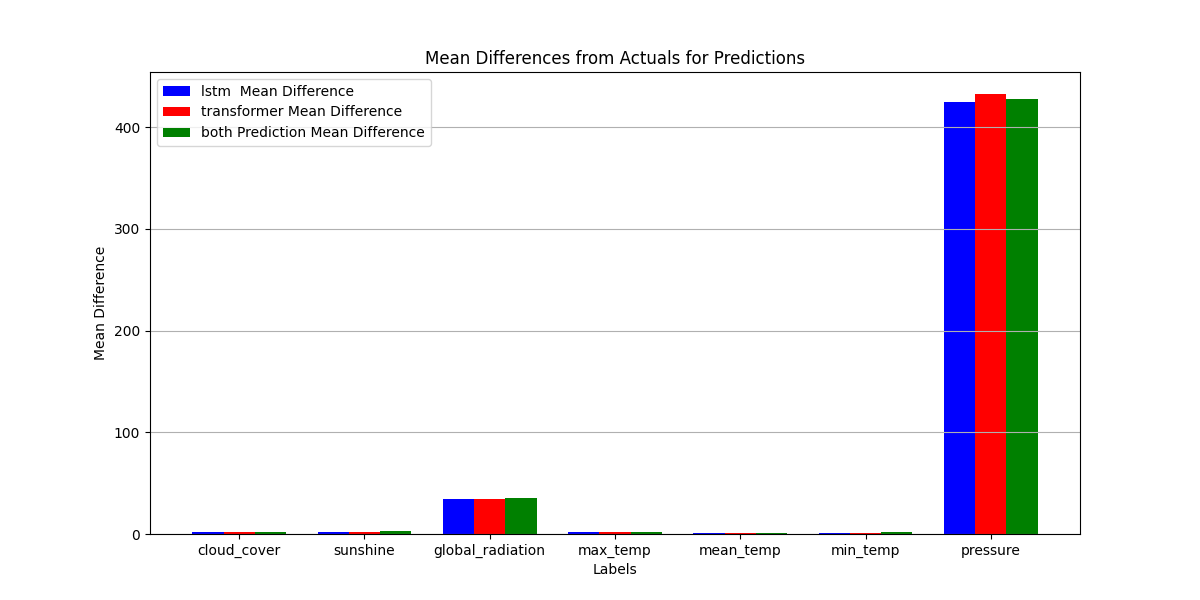 Mean Differences from Actuals for Predictions
lstm  Mean Difference
transformer Mean Difference
both Prediction Mean Difference
Mean Difference
400
300
200
100
0
cloud_cover sunshine global_radiation max_temp mean_temp min_temp pressure
Labels